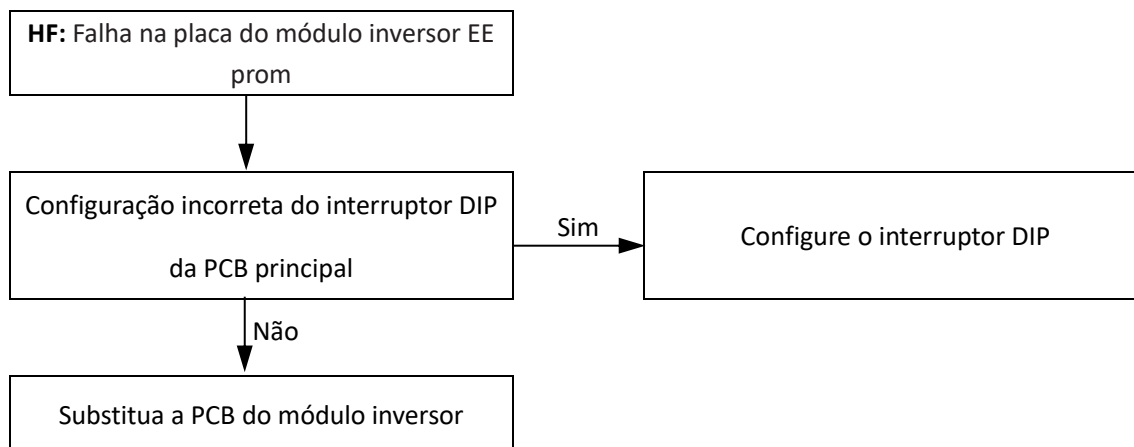 HF: Falha na placa do módulo inversor EE
prom
Configuração incorreta do interruptor DIP
da PCB principal
Sim
Configure o interruptor DIP
Não
Substitua a PCB do módulo inversor